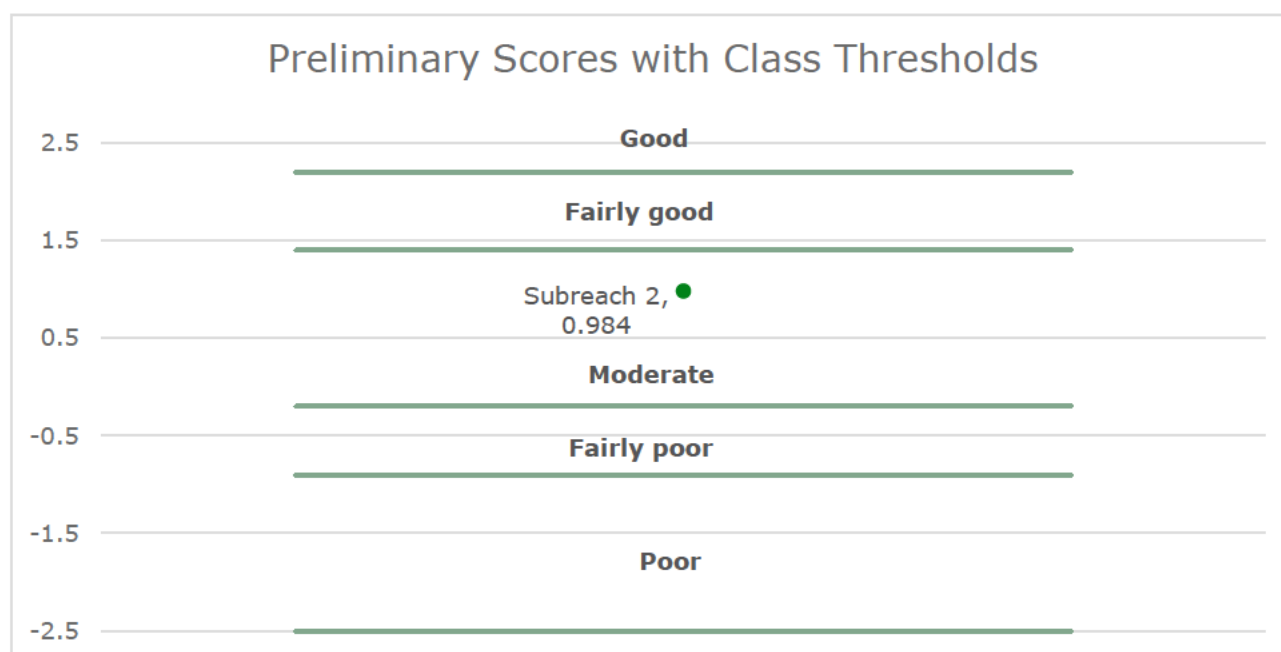 Preliminary Scores with Class Thresholds
2.5
Good
Fairly good
1.5
Subreach 2,
0.984
0.5
Moderate
-0.5
Fairly poor
-1.5
Poor
-2.5